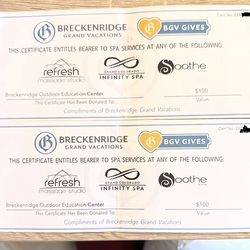 BRECKENRIDGE
GRAND VACATIONS
BGV GIVES
THIS CERTIFICATE ENTITLES BEARER TO SPA SERVICES AT ANY OF THE FOLLOWING:
refresh
massage studio
GRAND COLORADO
INFINITY SPA
Soothe
Breckenridge Outdoor Education Center
$100
This Certificate Has Been Donated To:
Value
Compliments of Breckenridge Grand Vacations
BRECKENRIDGE
GRAND VACATIONS
BGV GIVES
THIS CERTIFICATE ENTITLES BEARER TO SPA SERVICES AT ANY OF THE FOLLOWING:
refresh
massage studio
GRAND COLORADO
INFINITY SPA
Soothe
Breckenridge Outdoor Education Center
$100
This Certificate Has Been Donated To:
Value
Compliments of Breckenridge Grand Vacations